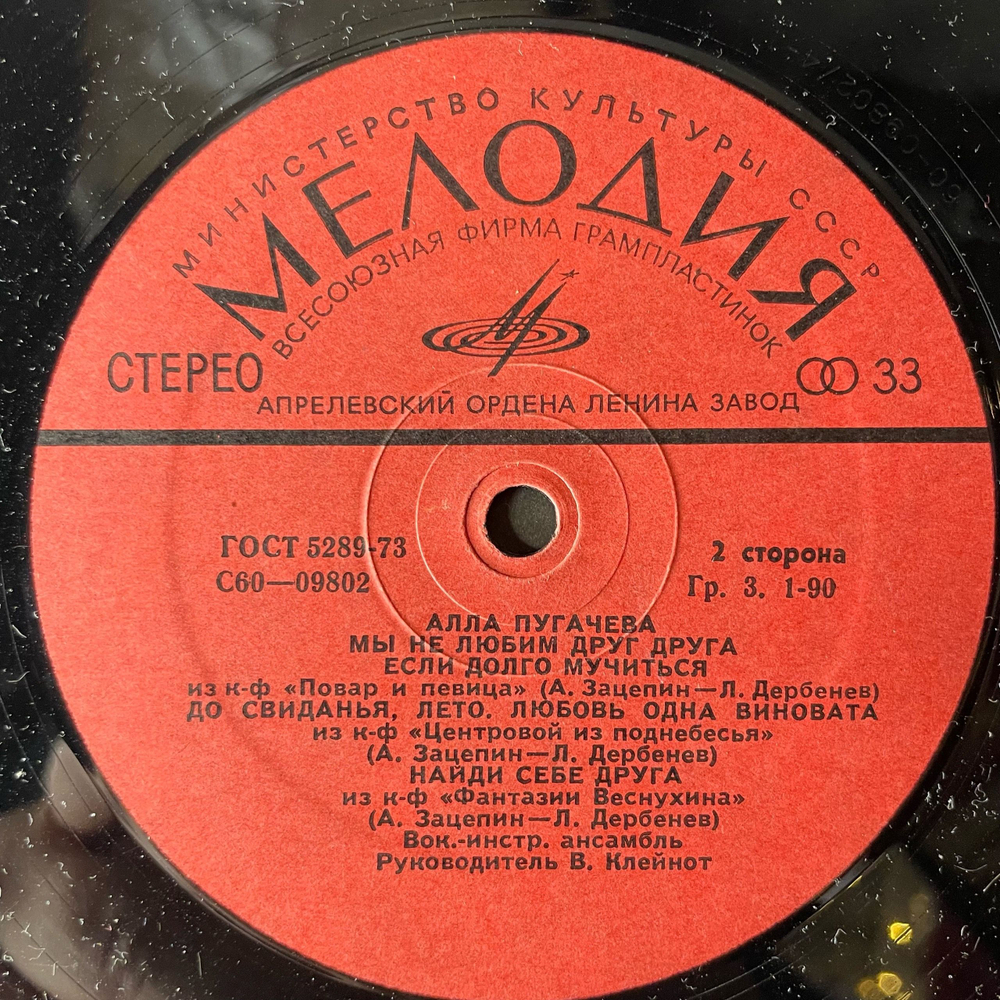 МИНИСТЕРСТВО КУЛЬТУРЫ СССР
МЕЛОДИЯ
ВСЕСОЮЗНАЯ ФИРМА ГРАМПЛАСТИНОК
СТЕРЕО
33
АПРЕЛЕВСКИЙ ОРДЕНА ЛЕНИНА ЗАВОД
ГОСТ 5289-73
2 сторона
С60—09802
Гр. 3. 1-90
АЛЛА ПУГАЧЕВА
МЫ НЕ ЛЮБИМ ДРУГ ДРУГА
ЕСЛИ ДОЛГО МУЧИТЬСЯ
из к-ф «Повар и певица» (А. Зацепин—Л. Дербенев)
ДО СВИДАНЬЯ, ЛЕТО. ЛЮБОВЬ ОДНА ВИНОВАТА
из к-ф «Центровой из поднебесья»
(А. Зацепин—Л. Дербенев)
НАЙДИ СЕБЕ ДРУГА
из к-ф «Фантазии Веснухина»
(А. Зацепин—Л. Дербенев)
Вок.-инстр. ансамбль
Руководитель В. Клейнот